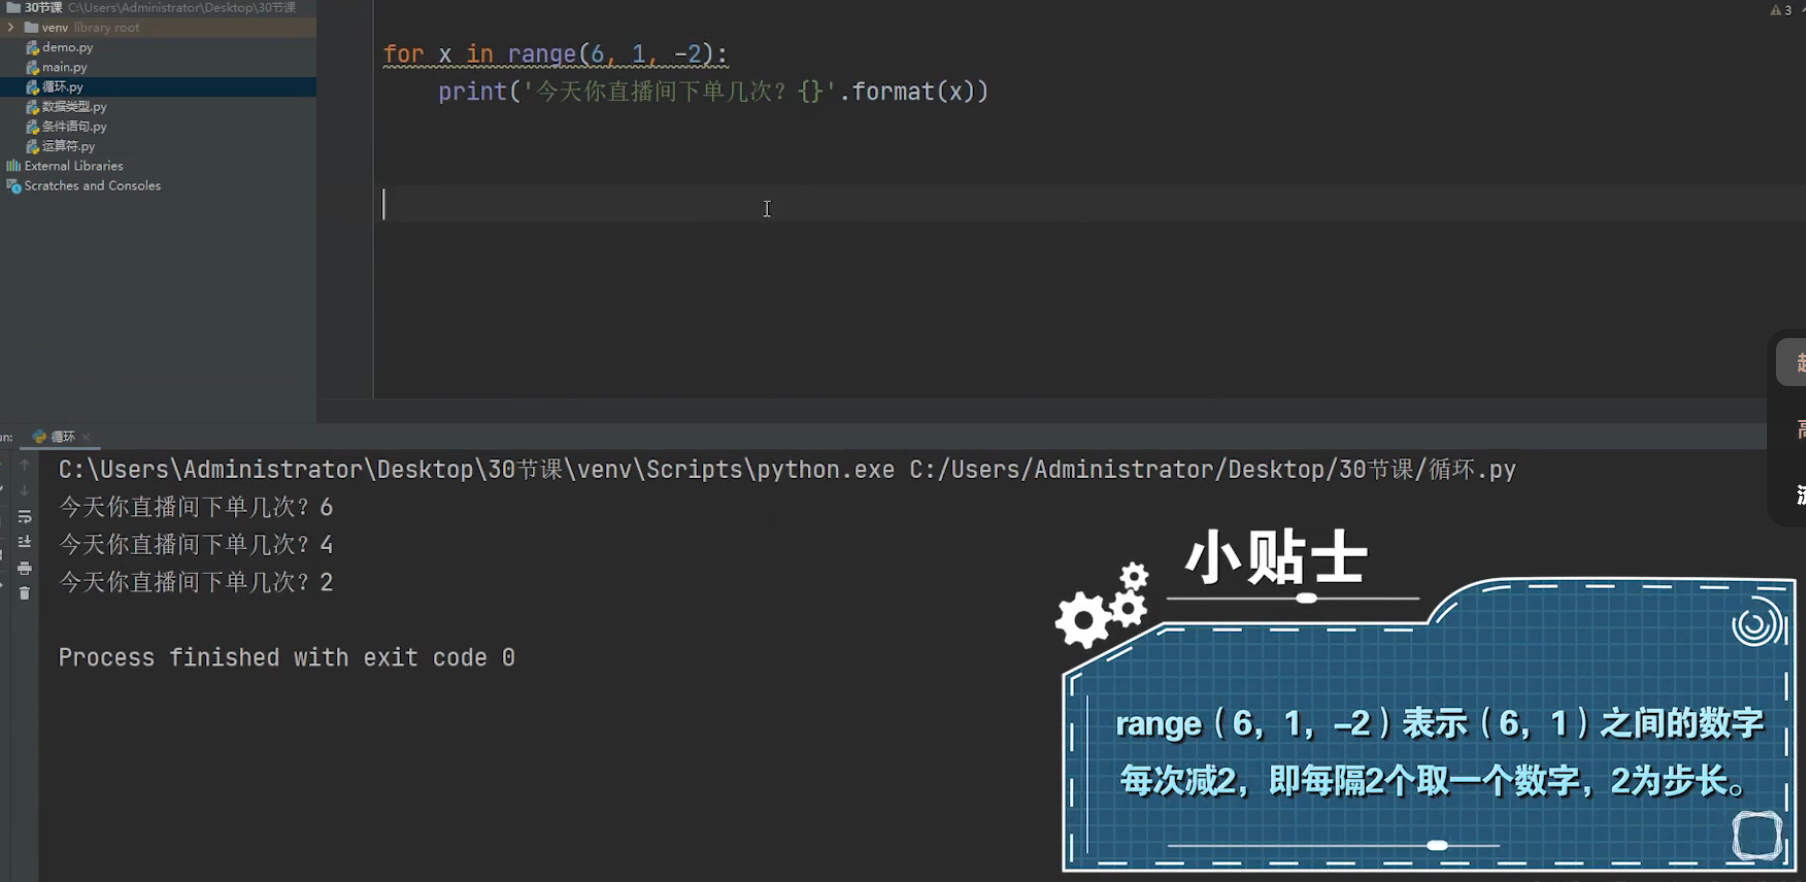 30节课 C:\Users\Administrator\Desktop\30节课
venv library root
demo.py
main.py
循环.py
数据类型.py
条件语句.py
运算符.py
External Libraries
Scratches and Consoles
3
for x in range(6, 1, -2):
print('今天你直播间下单几次? {}'.format(x))
循环
C:\Users\Administrator\Desktop\30节课\venv\Scripts\python.exe C:/Users/Administrator/Desktop/30节课/循环.py
今天你直播间下单几次? 6
今天你直播间下单几次? 4
今天你直播间下单几次? 2
Process finished with exit code 0
小贴士
range（6，1，-2）表示（6，1）之间的数字
每次减2，即每隔2个取一个数字，2为步长。